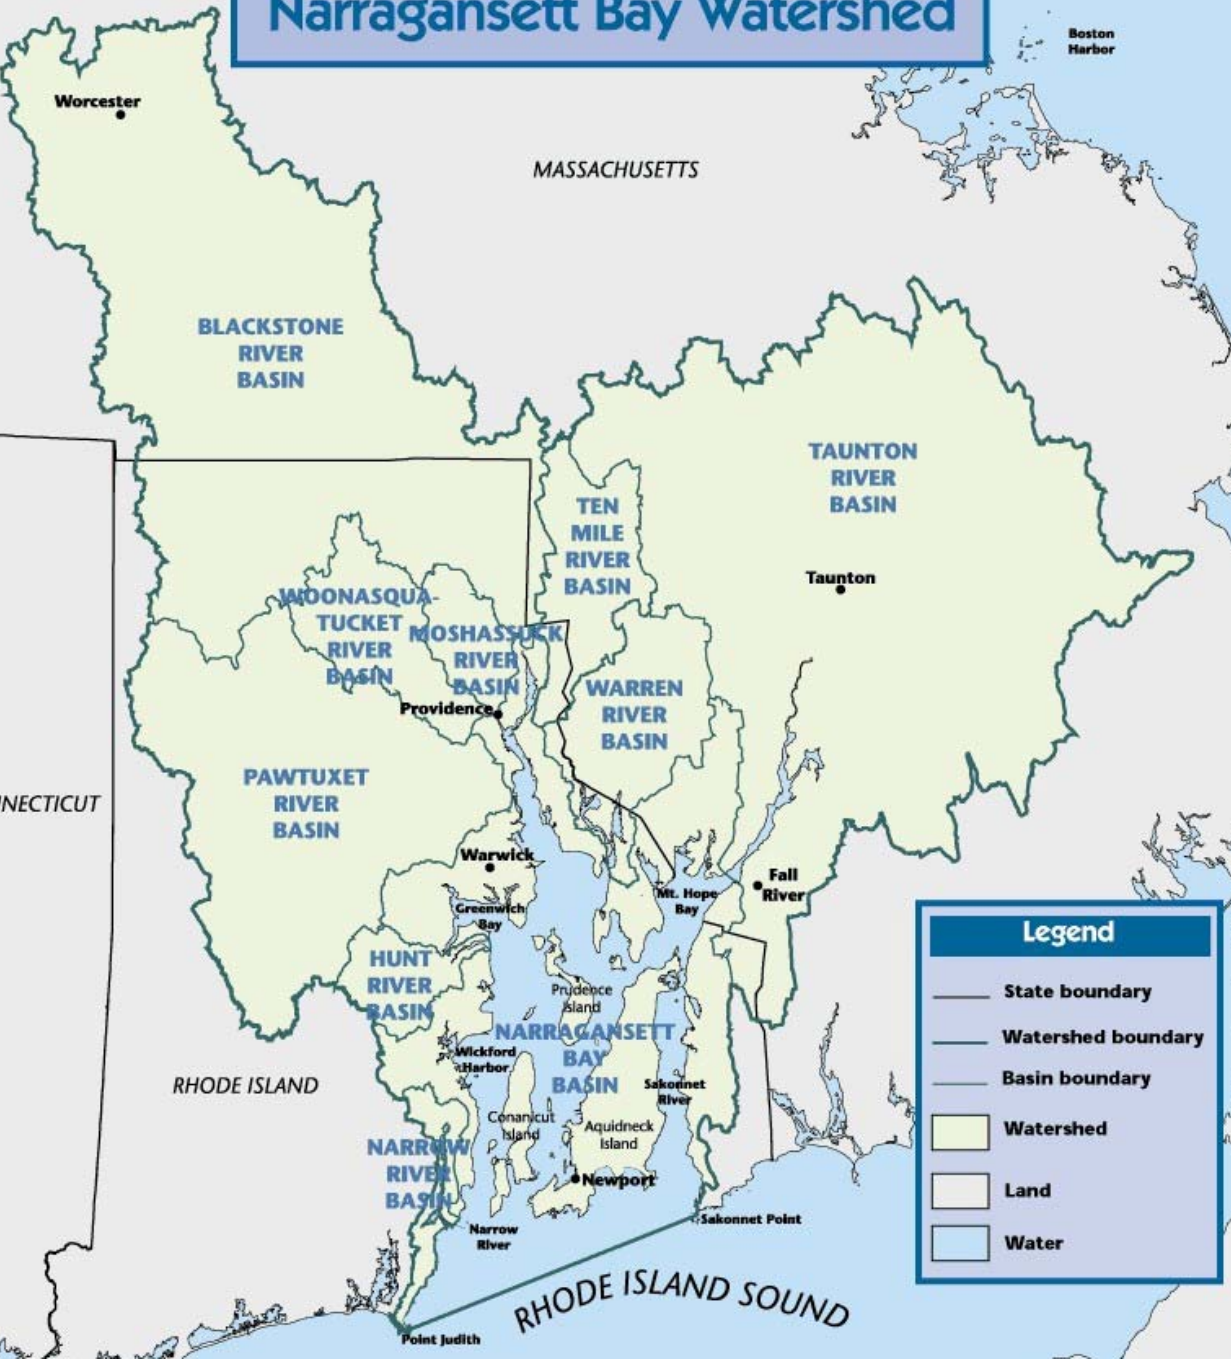 Narragansett Bay Watershed
Boston
Harbor
Worcester
MASSACHUSETTS
BLACKSTONE
RIVER
BASIN
TAUNTON
RIVER
BASIN
TEN
MILE
RIVER
BASIN
Taunton
WOONASQUA-
TUCKET
RIVER
BASIN
MOSHASSUCK
RIVER
BASIN
WARREN
RIVER
BASIN
Providence
PAWTUXET
RIVER
BASIN
NNECTICUT
Warwick
Fall
River
Mt. Hope
Bay
Greenwich
Bay
HUNT
RIVER
BASIN
Prudence
Island
NARRAGANSETT
BAY
BASIN
Wickford
Harbor
RHODE ISLAND
Sakonnet
River
Conanicut
Island
Aquidneck
Island
NARROW
RIVER
BASIN
Newport
Narrow
River
Sakonnet Point
RHODE ISLAND SOUND
Point Judith
Legend
State boundary
Watershed boundary
Basin boundary
Watershed
Land
Water